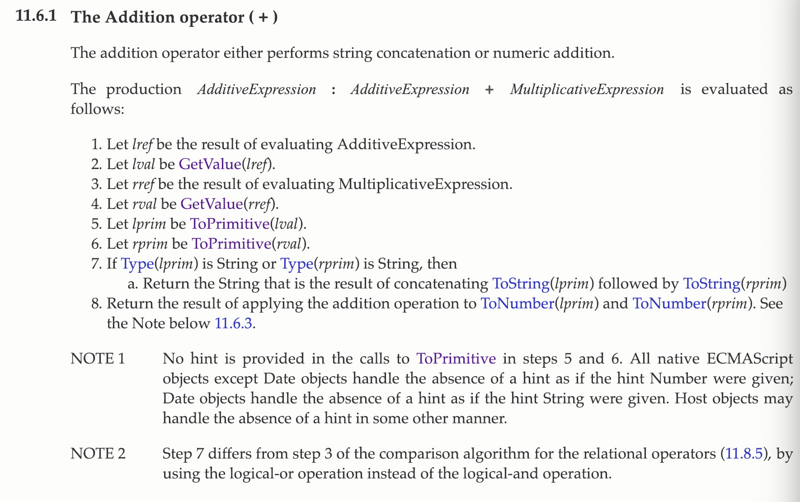 11.6.1 The Addition operator ( + )
The addition operator either performs string concatenation or numeric addition.
The production AdditiveExpression : AdditiveExpression + MultiplicativeExpression is evaluated as
follows:
1. Let lref be the result of evaluating AdditiveExpression.
2. Let lval be GetValue(lref).
3. Let rref be the result of evaluating MultiplicativeExpression.
4. Let rval be GetValue(rref).
5. Let lprim be ToPrimitive(lval).
6. Let rprim be ToPrimitive(rval).
7. If Type(lprim) is String or Type(rprim) is String, then
a. Return the String that is the result of concatenating ToString(lprim) followed by ToString(rprim)
8. Return the result of applying the addition operation to ToNumber(lprim) and ToNumber(rprim). See
the Note below 11.6.3.
NOTE 1 No hint is provided in the calls to ToPrimitive in steps 5 and 6. All native ECMAScript
objects except Date objects handle the absence of a hint as if the hint Number were given;
Date objects handle the absence of a hint as if the hint String were given. Host objects may
handle the absence of a hint in some other manner.
NOTE 2 Step 7 differs from step 3 of the comparison algorithm for the relational operators (11.8.5), by
using the logical-or operation instead of the logical-and operation.